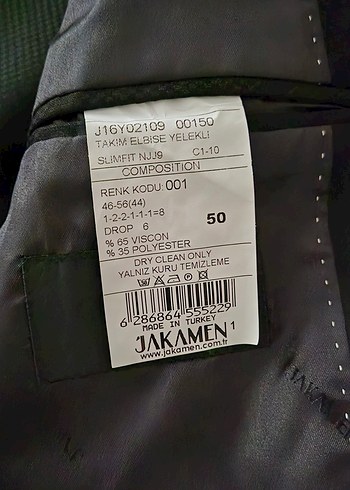 J16Y02109 00150
TAKIM ELBISE YELEKLI
SLIMFIT NJJ9 C1-10
COMPOSITION
RENK KODU: 001
46-56(44)
1-2-2-1-1-1=8
DROP 6
50
% 65 VISCON
% 35 POLYESTER
DRY CLEAN ONLY
YALNIZ KURU TEMIZLEME
6 286864 555229
MADE IN TURKEY
JAKAMEN 1
www.jakamen.com.tr
JAKAMEN